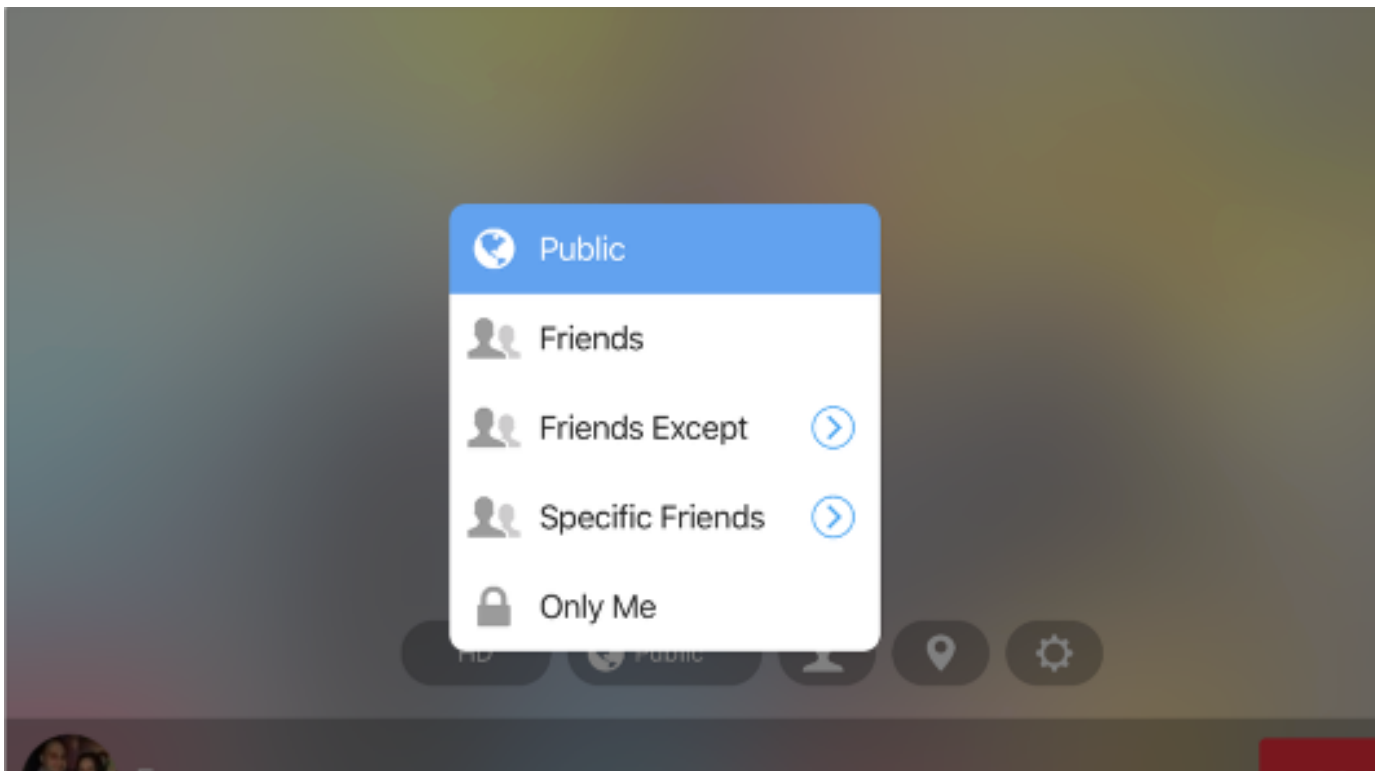 Public
Friends
Friends Except
Specific Friends
Only Me
HD
Public